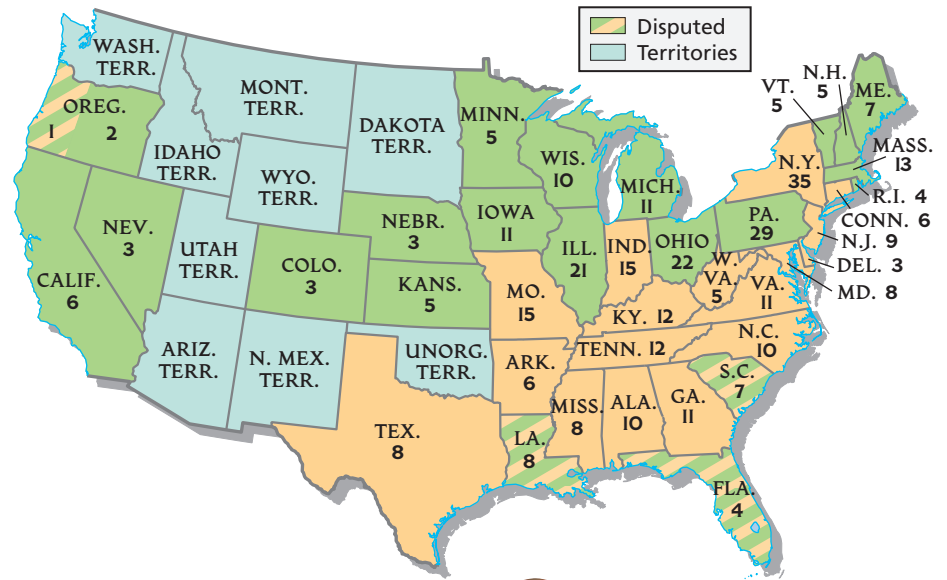 Disputed
Territories
WASH.
TERR.
OREG.
1
2
MONT.
TERR.
IDAHO
TERR.
WYO.
TERR.
DAKOTA
TERR.
MINN.
5
WIS.
10
MICH.
11
VT.
5
N.H.
5
ME.
7
MASS.
13
N.Y.
35
R.I. 4
CONN. 6
N.J. 9
DEL. 3
MD. 8
PA.
29
NEV.
3
CALIF.
6
UTAH
TERR.
COLO.
3
NEBR.
3
KANS.
5
IOWA
11
ILL.
21
IND.
15
OHIO
22
W.
VA.
5
VA.
11
MO.
15
KY. 12
N.C.
10
TENN. 12
S.C.
7
ARIZ.
TERR.
N. MEX.
TERR.
UNORG.
TERR.
ARK.
6
TEX.
8
LA.
8
MISS.
8
ALA.
10
GA.
11
FLA.
4